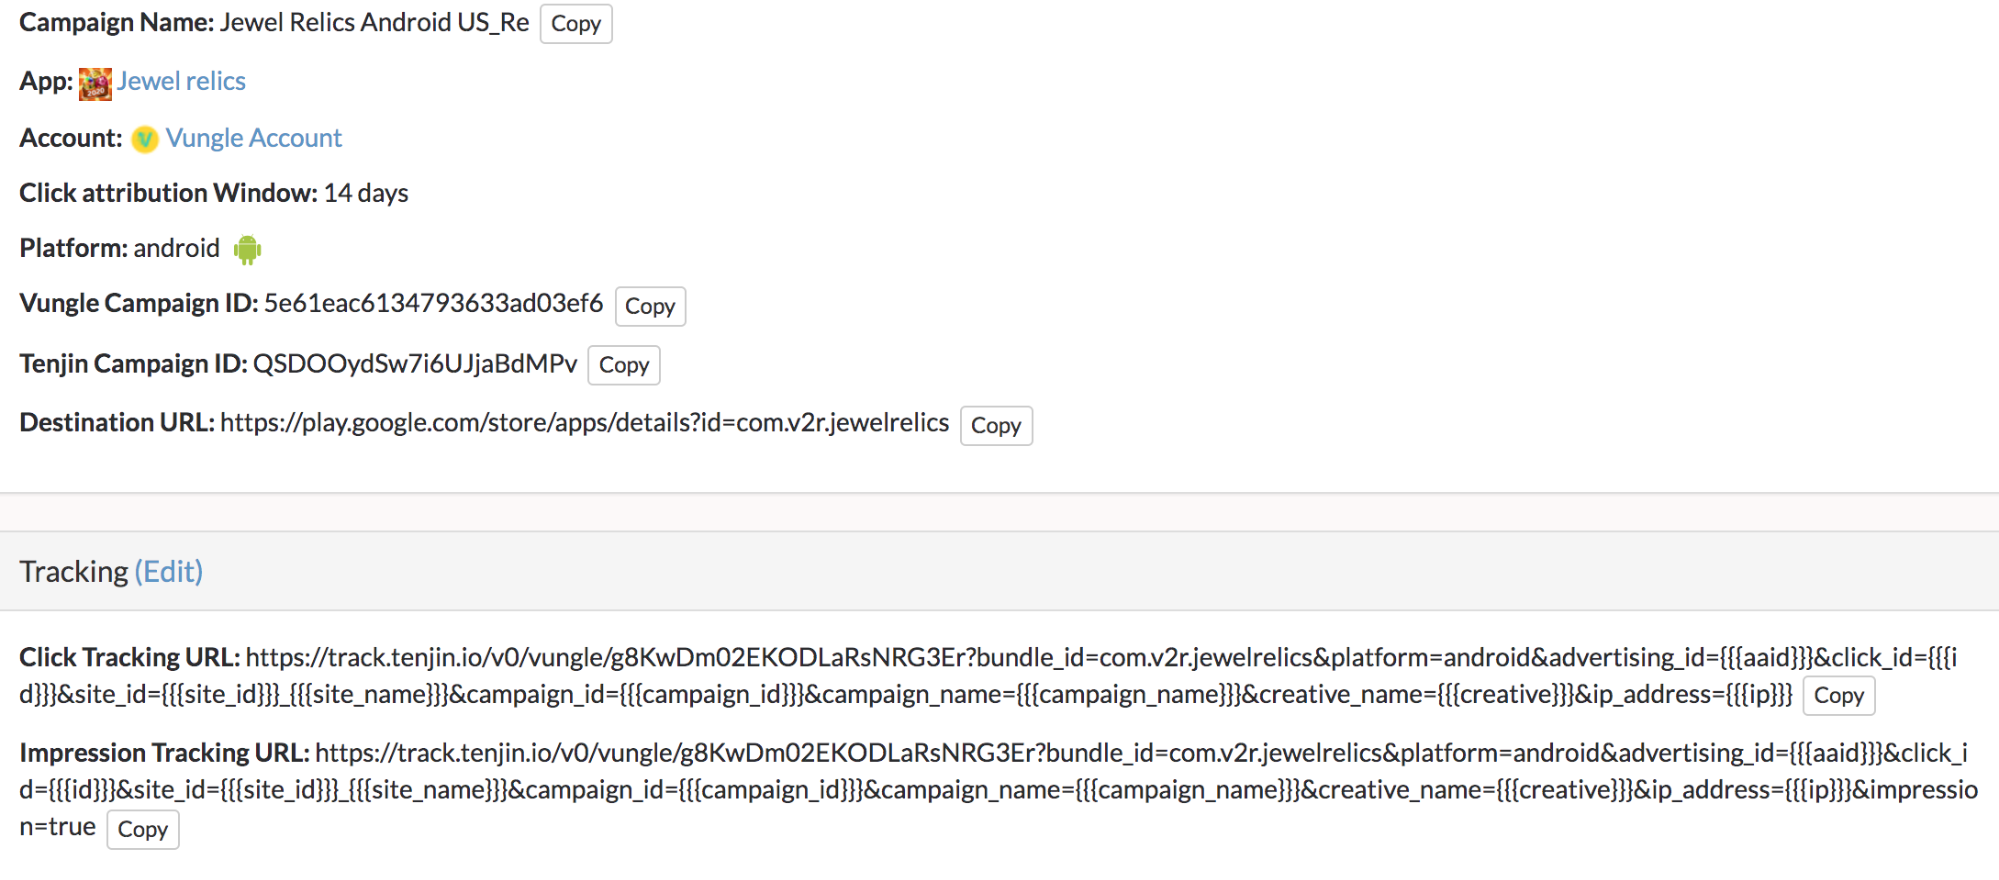 Campaign Name: Jewel Relics Android US_Re Copy
App: Jewel relics
Account: Vungle Account
Click attribution Window: 14 days
Platform: android
Vungle Campaign ID: 5e61eac6134793633ad03ef6 Copy
Tenjin Campaign ID: QSDOOydSw7i6UJjaBdMPv Copy
Destination URL: https://play.google.com/store/apps/details?id=com.v2r.jewelrelics Copy
Tracking (Edit)
Click Tracking URL: https://track.tenjin.io/v0/vungle/g8KwDm02EKODLaRsNRG3Er?bundle_id=com.v2r.jewelrelics&platform=android&advertising_id={{{aaid}}}&click_id={{{i
d}}}&site_id={{{site_id}}}_{{{site_name}}}&campaign_id={{{campaign_id}}}&campaign_name={{{campaign_name}}}&creative_name={{{creative}}}&ip_address={{{ip}}} Copy
Impression Tracking URL: https://track.tenjin.io/v0/vungle/g8KwDm02EKODLaRsNRG3Er?bundle_id=com.v2r.jewelrelics&platform=android&advertising_id={{{aaid}}}&click_i
d={{{id}}}&site_id={{{site_id}}}_{{{site_name}}}&campaign_id={{{campaign_id}}}&campaign_name={{{campaign_name}}}&creative_name={{{creative}}}&ip_address={{{ip}}}&impressio
n=true Copy